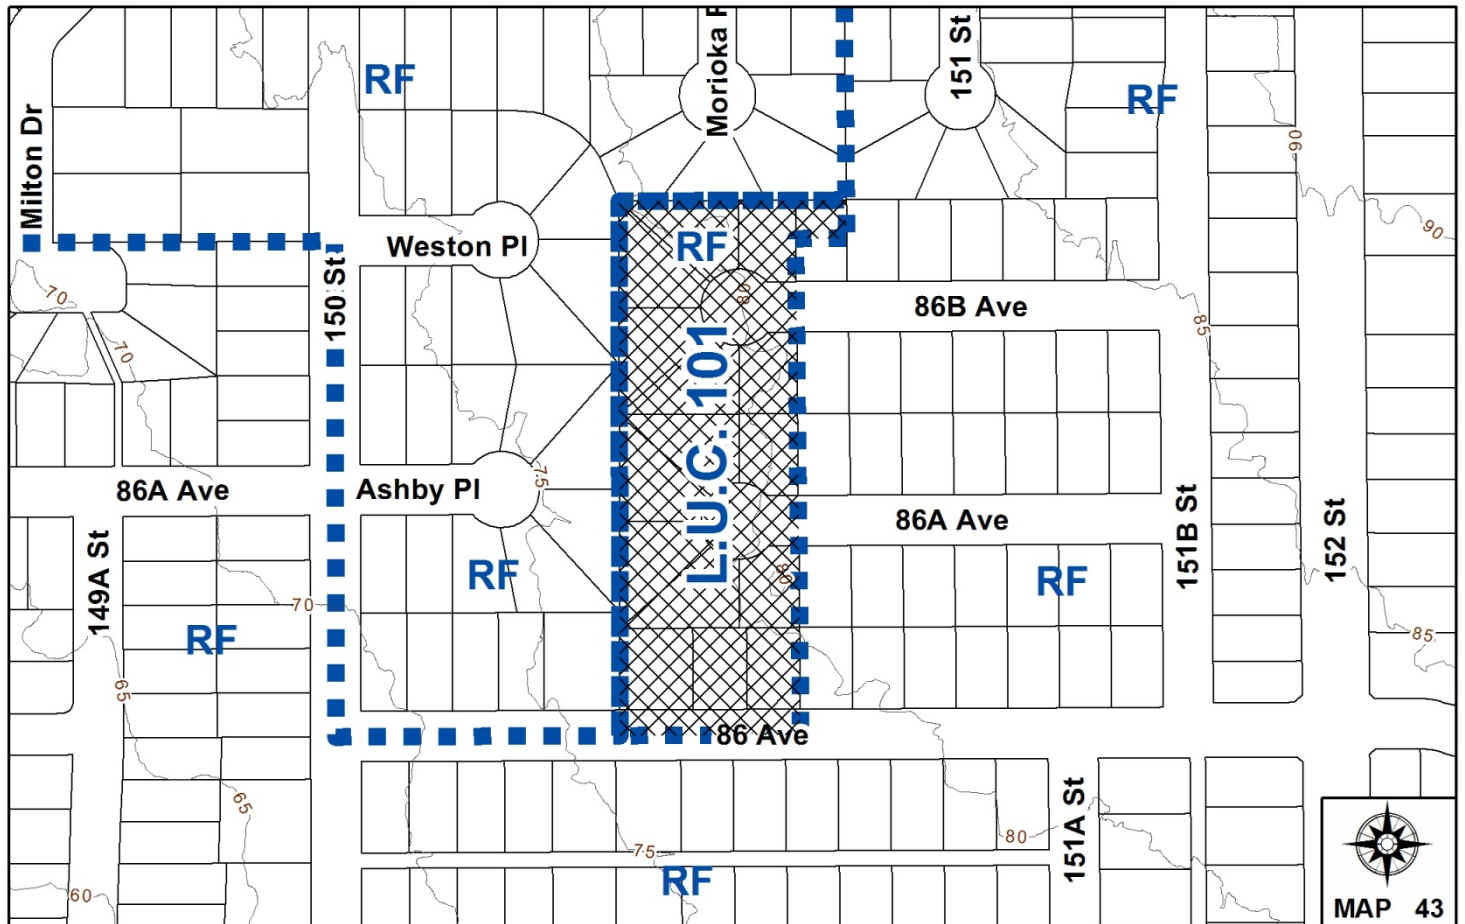 Milton Dr
RF
Morioka
151 St
RF
90
90
Weston Pl
RF
150 St
70
70
80
86B Ave
85
L.U.C. 101
86A Ave
Ashby Pl
75
86A Ave
151B St
152 St
149A St
RF
80
RF
70
RF
85
65
86 Ave
65
151A St
80
75
RF
60
MAP 43